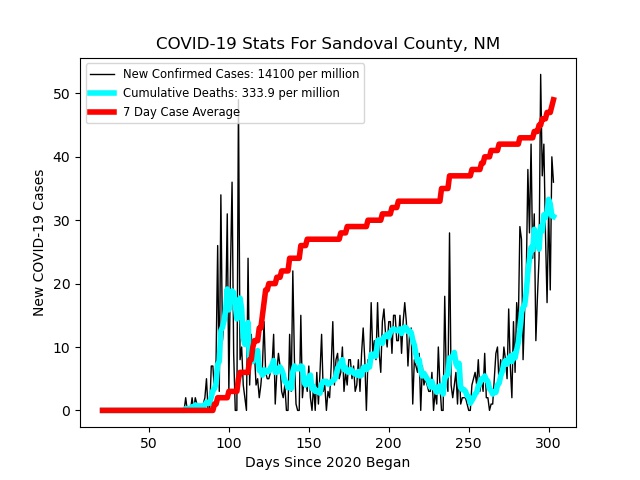 COVID-19 Stats For Sandoval County, NM
New Confirmed Cases: 14100 per million
Cumulative Deaths: 333.9 per million
7 Day Case Average
New COVID-19 Cases
50
40
30
20
10
0
50 100 150 200 250 300
Days Since 2020 Began